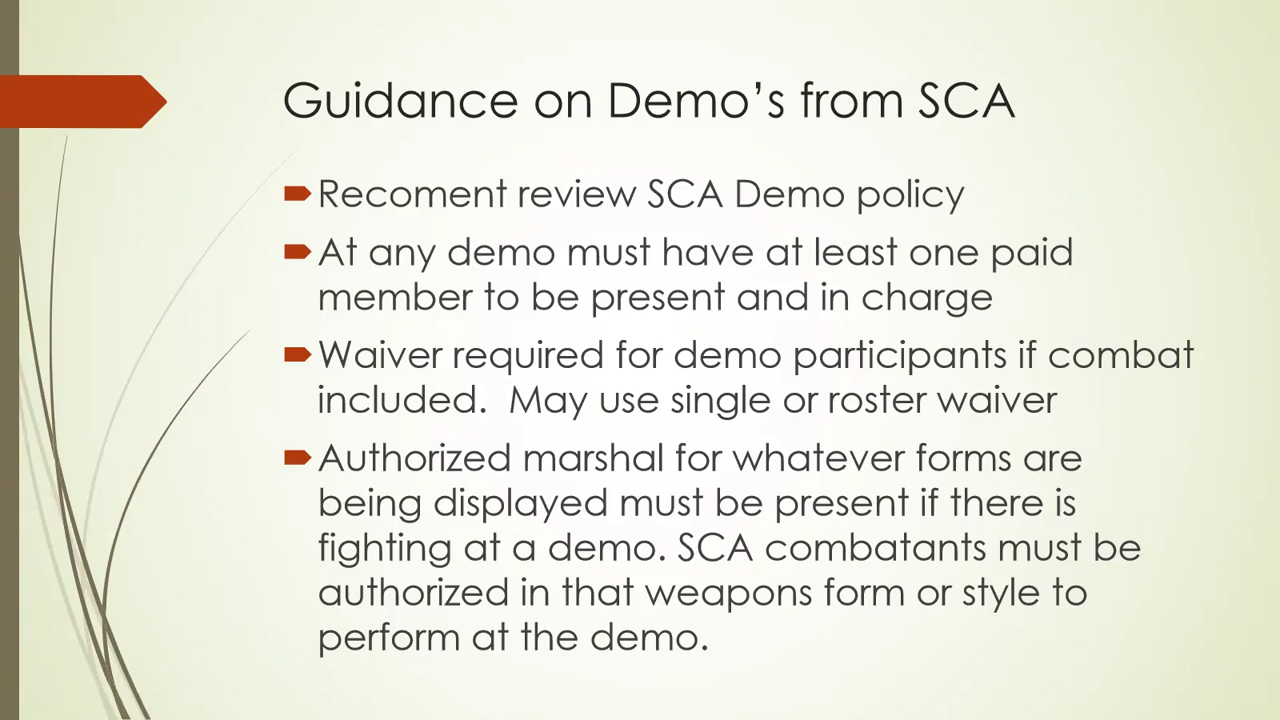 Guidance on Demo’s from SCA
Recoment review SCA Demo policy
At any demo must have at least one paid
member to be present and in charge
Waiver required for demo participants if combat
included.  May use single or roster waiver
Authorized marshal for whatever forms are
being displayed must be present if there is
fighting at a demo. SCA combatants must be
authorized in that weapons form or style to
perform at the demo.